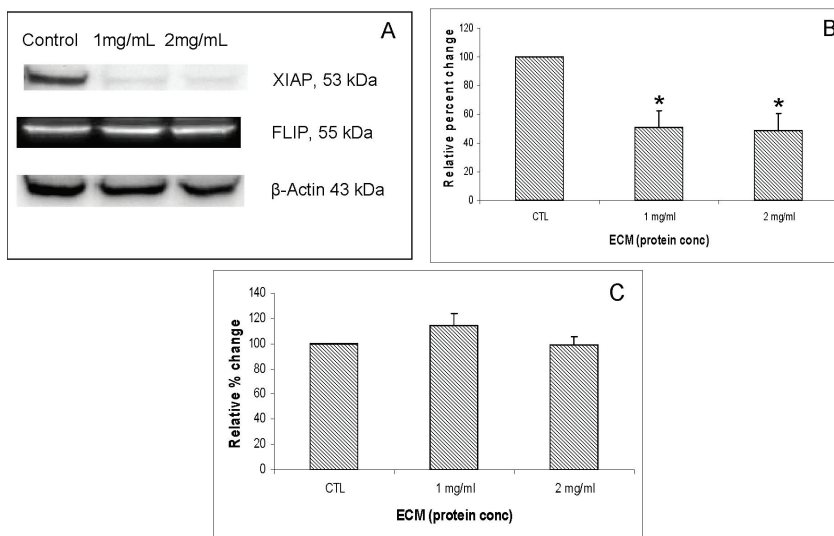 A
Control 1mg/mL 2mg/mL
XIAP, 53 kDa
FLIP, 55 kDa
β-Actin 43 kDa
B
Relative percent change
120
100
80
60
40
20
0
*
*
CTL
1 mg/ml
2 mg/ml
ECM (protein conc)
C
Relative % change
140
120
100
80
60
40
20
0
CTL
1 mg/ml
2 mg/ml
ECM (protein conc)